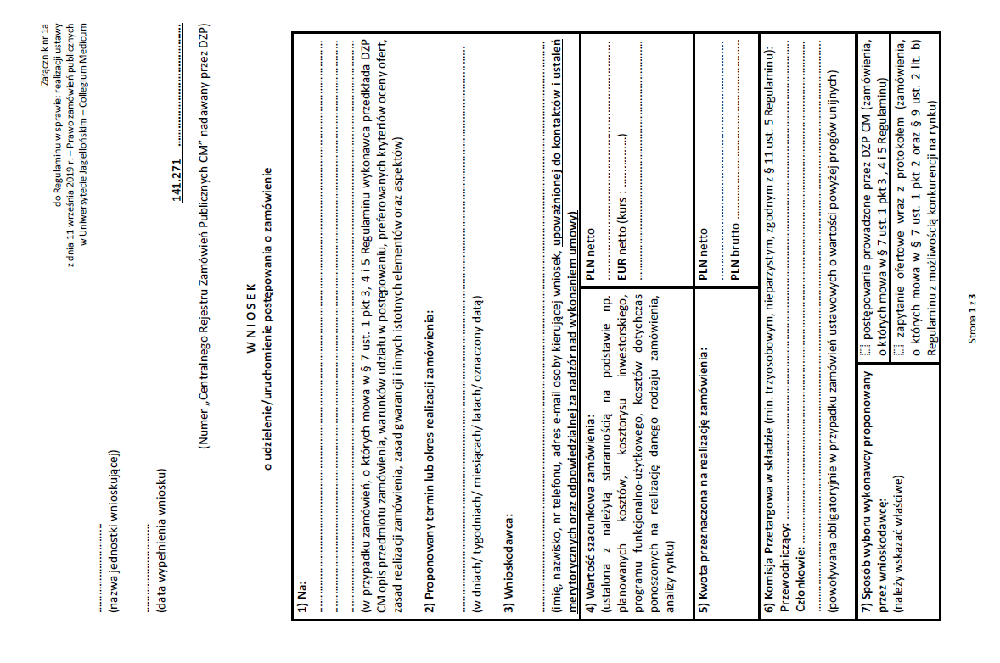 Załącznik nr 1a
do Regulaminu w sprawie: realizacji ustawy
z dnia 11 września 2019 r. – Prawo zamówień publicznych
w Uniwersytecie Jagiellońskim – Collegium Medicum
..............................
(nazwa jednostki wnioskującej)
..............................
(data wypełnienia wniosku)
141.271 ..............................
(Numer „Centralnego Rejestru Zamówień Publicznych CM” nadawany przez DZP)
W N I O S E K
o udzielenie/uruchomienie postępowania o zamówienie
1) Na:
..............................
..............................
..............................
(w przypadku zamówień, o których mowa w § 7 ust. 1 pkt 3, 4 i 5 Regulaminu wykonawca przedkłada DZP
CM opis przedmiotu zamówienia, warunków udziału w postępowaniu, preferowanych kryteriów oceny ofert,
zasad realizacji zamówienia, zasad gwarancji i innych istotnych elementów oraz aspektów)
2) Proponowany termin lub okres realizacji zamówienia:
..............................
(w dniach/ tygodniach/ miesiącach/ latach/ oznaczony datą)
3) Wnioskodawca:
..............................
(imię, nazwisko, nr telefonu, adres e-mail osoby kierującej wniosek, upoważnionej do kontaktów i ustaleń
merytorycznych oraz odpowiedzialnej za nadzór nad wykonaniem umowy)
4) Wartość szacunkowa zamówienia:
(ustalona z należytą starannością na podstawie np.
planowanych kosztów, kosztorysu inwestorskiego,
programu funkcjonalno-użytkowego, kosztów dotychczas
ponoszonych na realizację danego rodzaju zamówienia,
analizy rynku)
PLN netto
..............................
EUR netto (kurs : ...............)
..............................
5) Kwota przeznaczona na realizację zamówienia:
PLN netto
..............................
PLN brutto ..............................
6) Komisja Przetargowa w składzie (min. trzyosobowym, nieparzystym, zgodnym z § 11 ust. 5 Regulaminu):
Przewodniczący: ..............................
Członkowie: ..............................
..............................
(powoływana obligatoryjnie w przypadku zamówień ustawowych o wartości powyżej progów unijnych)
7) Sposób wyboru wykonawcy proponowany
przez wnioskodawcę:
(należy wskazać właściwe)
☐ postępowanie prowadzone przez DZP CM (zamówienia,
o których mowa w § 7 ust. 1 pkt 3 , 4 i 5 Regulaminu)
☐ zapytanie ofertowe wraz z protokołem (zamówienia,
o których mowa w § 7 ust. 1 pkt 2 oraz § 9 ust. 2 lit. b)
Regulaminu z możliwością konkurencji na rynku)
Strona 1 z 3